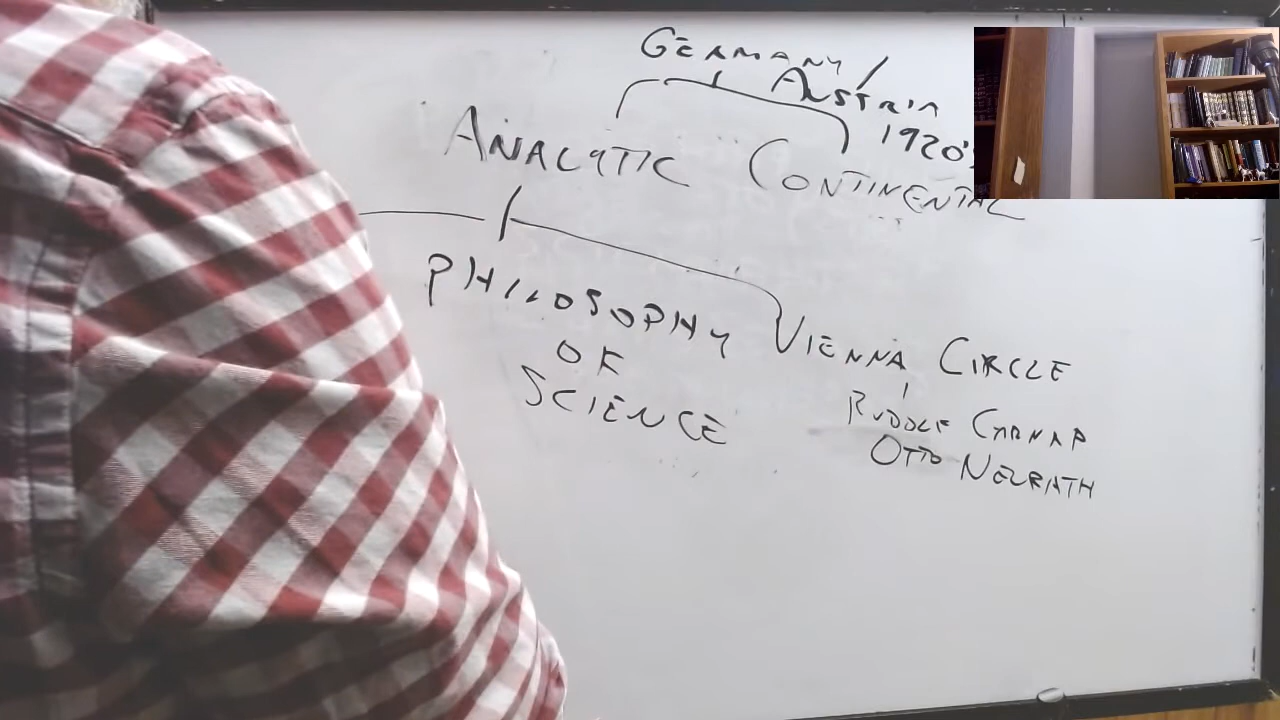 GERMANY/
AUSTRIA
1920's
ANALYTIC CONTINENTAL
PHILOSOPHY
OF
SCIENCE
VIENNA CIRCLE
RUDOLF CARNAP
OTTO NEURATH